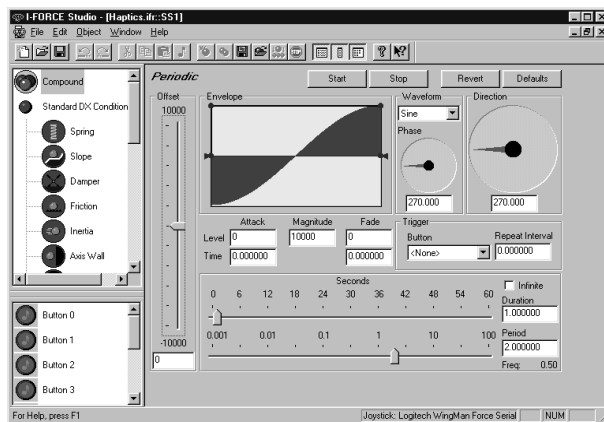 I-FORCE Studio - [Haptics.ifr::SS1]
File Edit Object Window Help
Compound
Standard DX Condition
Spring
Slope
Damper
Friction
Inertia
Axis Wall
Button 0
Button 1
Button 2
Button 3
Periodic
Start Stop Revert Defaults
Offset
10000
-10000
0
Envelope
Waveform
Sine
Phase
270.000
Direction
270.000
Attack Magnitude Fade
Level 0 10000 0
Time 0.000000 0.000000
Trigger
Button Repeat Interval
<None> 0.000000
Seconds
0 6 12 18 24 30 36 42 48 54 60
0.001 0.01 0.1 1 10 100
Infinite
Duration
1.000000
Period
2.000000
Freq: 0.50
For Help, press F1
Joystick: Logitech WingMan Force Serial NUM